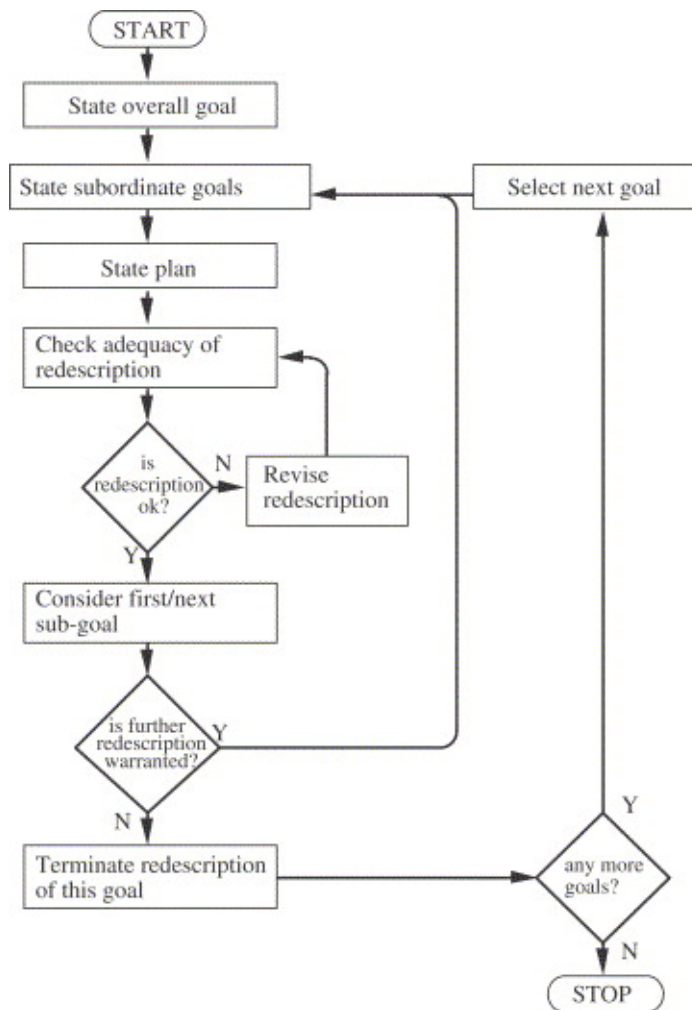 START
State overall goal
State subordinate goals
Select next goal
State plan
Check adequacy of
redescription
is
redescription
ok?
N
Revise
redescription
Y
Consider first/next
sub-goal
is further
redescription
warranted?
Y
N
Terminate redescription
of this goal
any more
goals?
Y
N
STOP